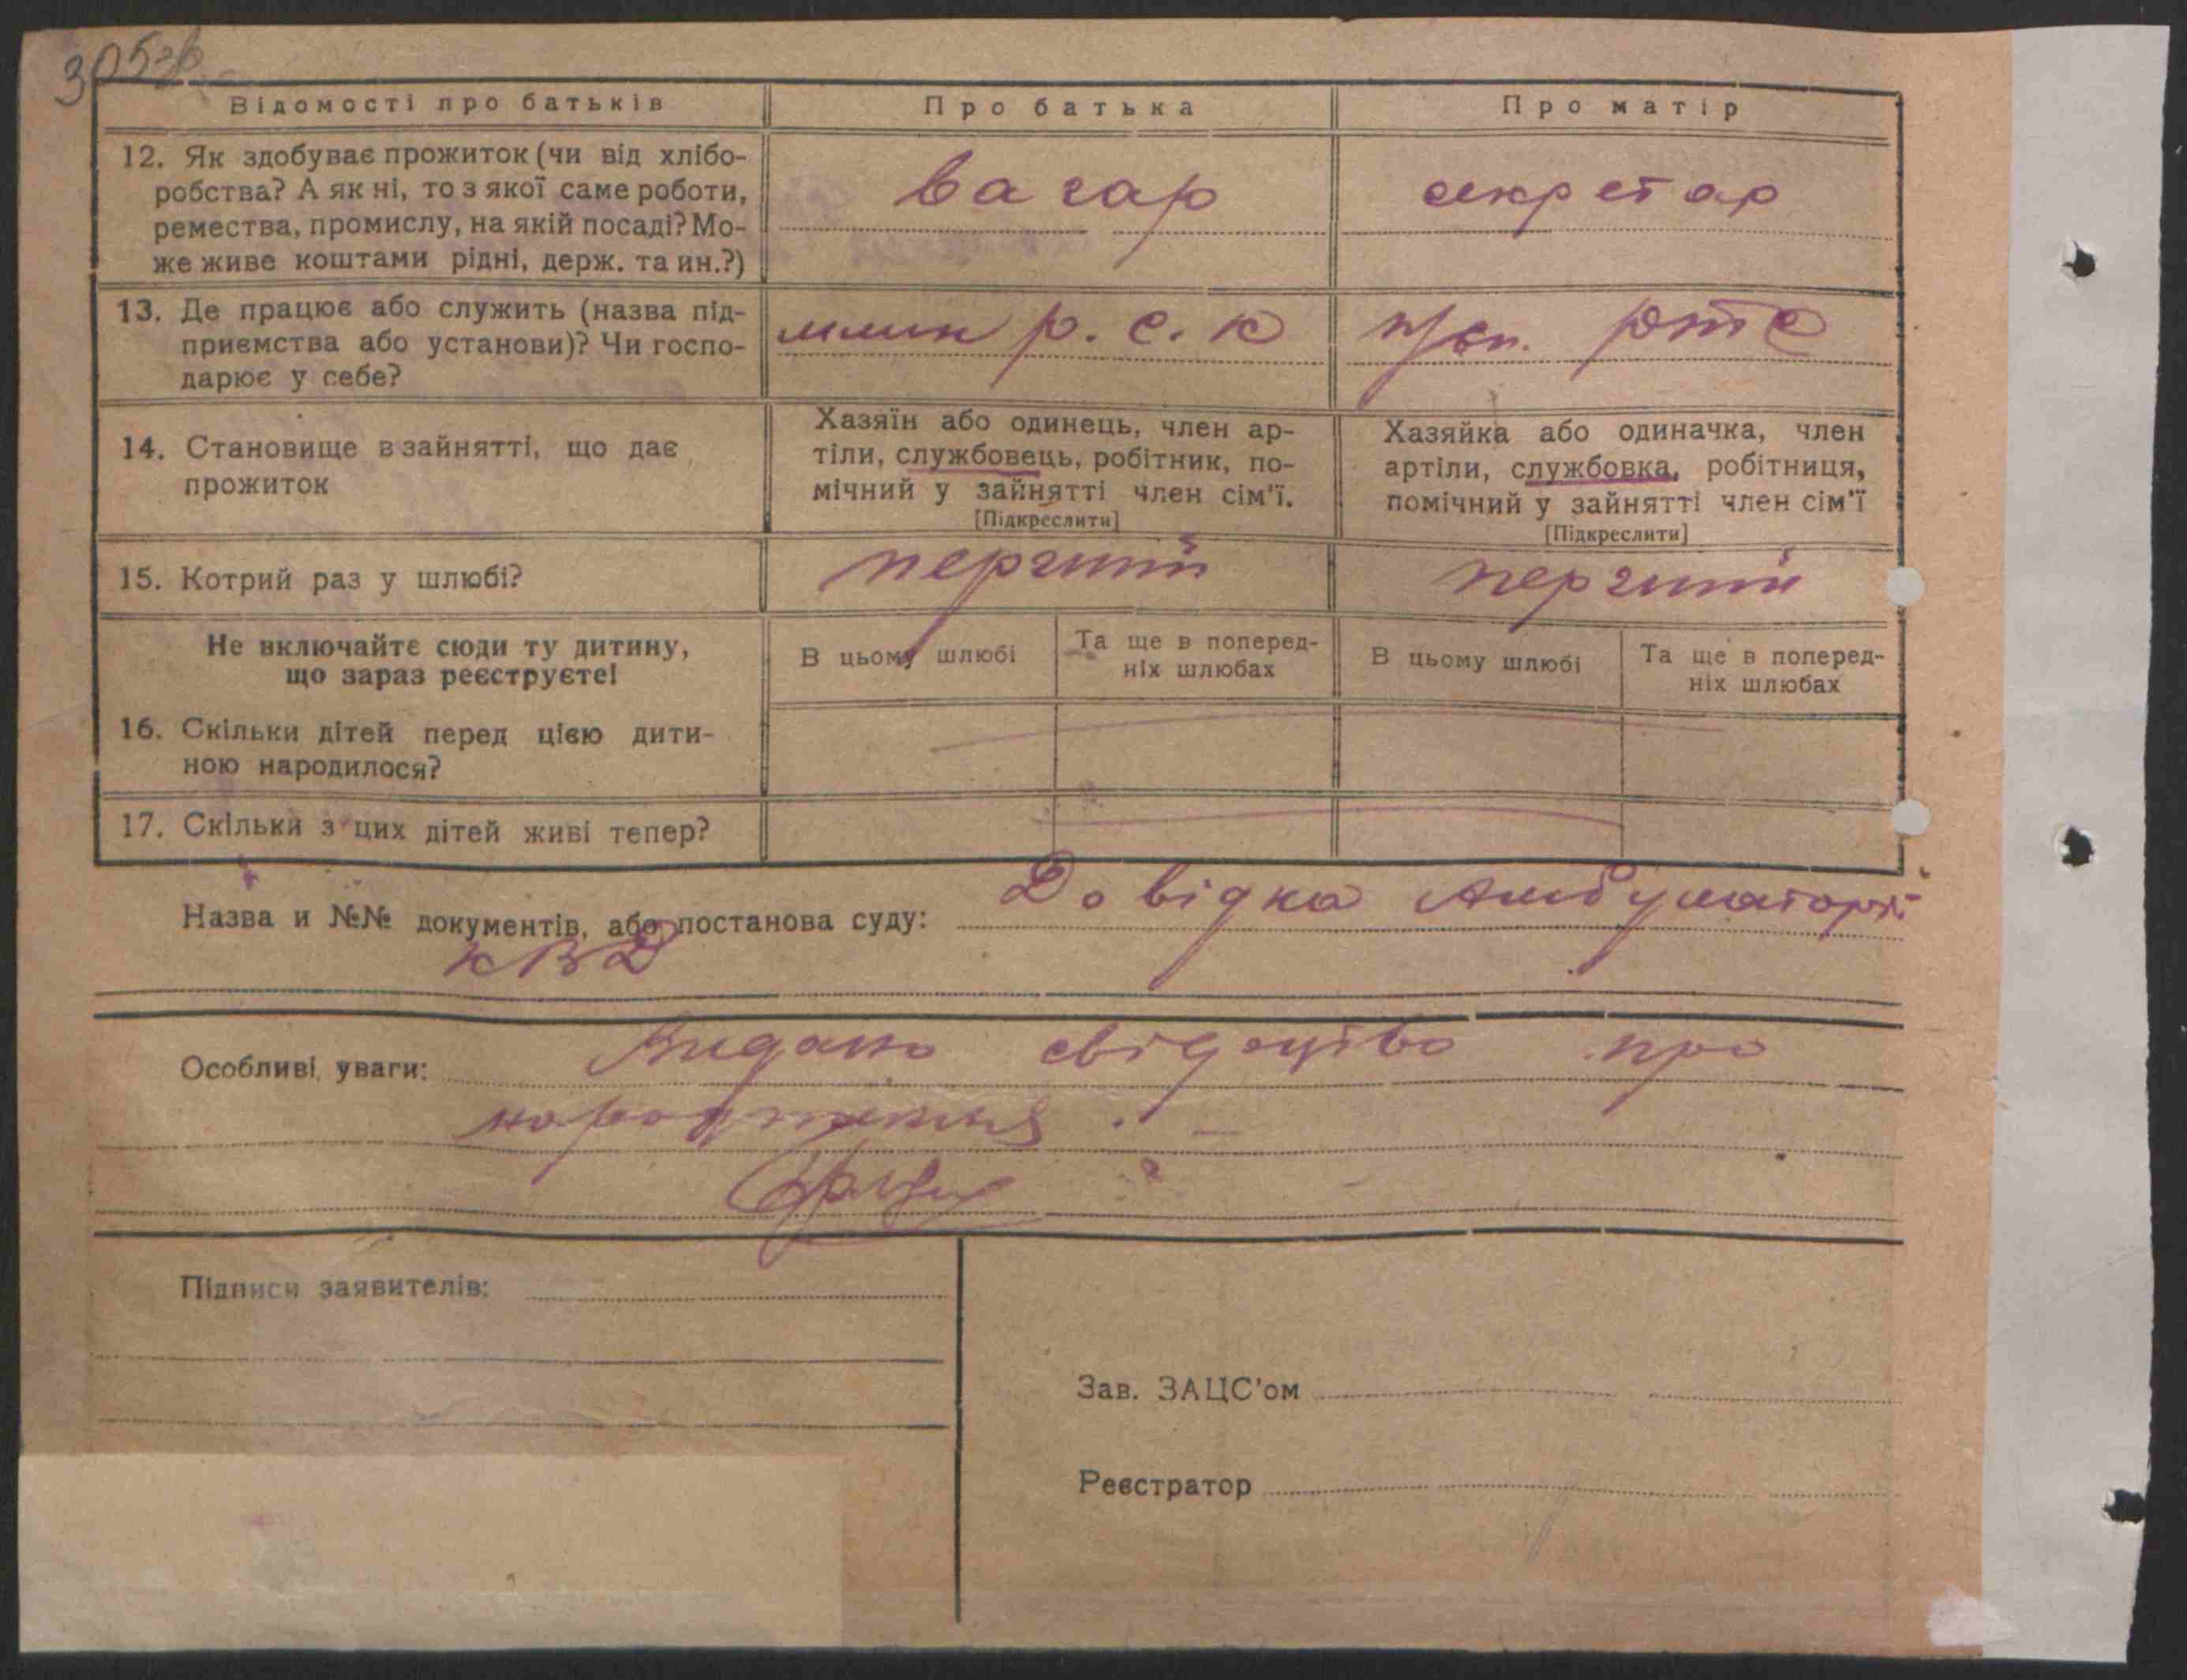 305зв
Відомості про батьків
Про батька
Про матір
12. Як здобуває прожиток (чи від хлібо-
робства? А як ні, то з якої саме роботи,
ремества, промислу, на якій посаді? Мо-
же живе коштами рідні, держ. та ин.?)
вагар
секретар
13. Де працює або служить (назва під-
приємства або установи)? Чи госпо-
дарює у себе?
млин р. с. к
14. Становище в зайнятті, що дає
прожиток
Хазяїн або одинець, член ар-
тіли, службовець, робітник, по-
мічний у зайнятті член сім'ї.
[Підкреслити]
Хазяйка або одиначка, член
артіли, службовка, робітниця,
помічний у зайнятті член сім'ї
[Підкреслити]
15. Котрий раз у шлюбі?
перший
перший
Не включайте сюди ту дитину,
що зараз реєструєте!
В цьому шлюбі
Та ще в поперед-
ніх шлюбах
В цьому шлюбі
Та ще в поперед-
ніх шлюбах
16. Скільки дітей перед цією дити-
ною народилося?
17. Скільки з цих дітей живі тепер?
Назва и №№ документів, або постанова суду: Довідка Амбулаторії
КВД
Особливі уваги: Видано свідоцтво про
народження. –
Підписи заявителів:
Зав. ЗАЦС'ом
Реєстратор